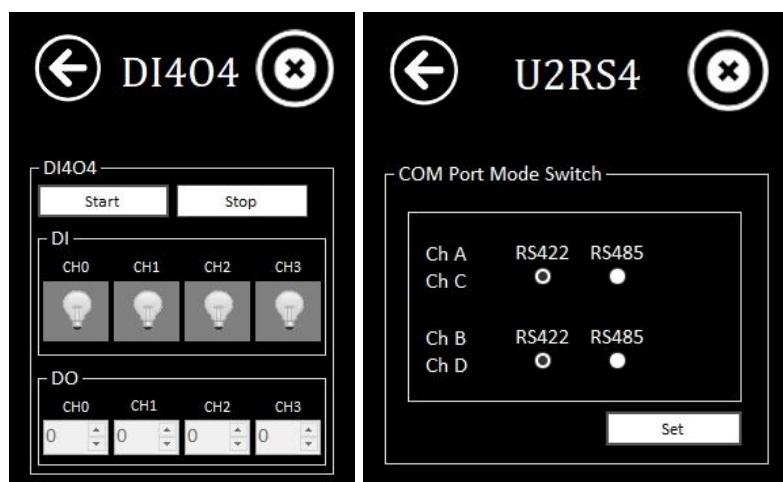 DI4O4
DI4O4
Start Stop
DI
CH0 CH1 CH2 CH3
DO
CH0 CH1 CH2 CH3
0 0 0 0
U2RS4
COM Port Mode Switch
Ch A RS422 RS485
Ch C
Ch B RS422 RS485
Ch D
Set